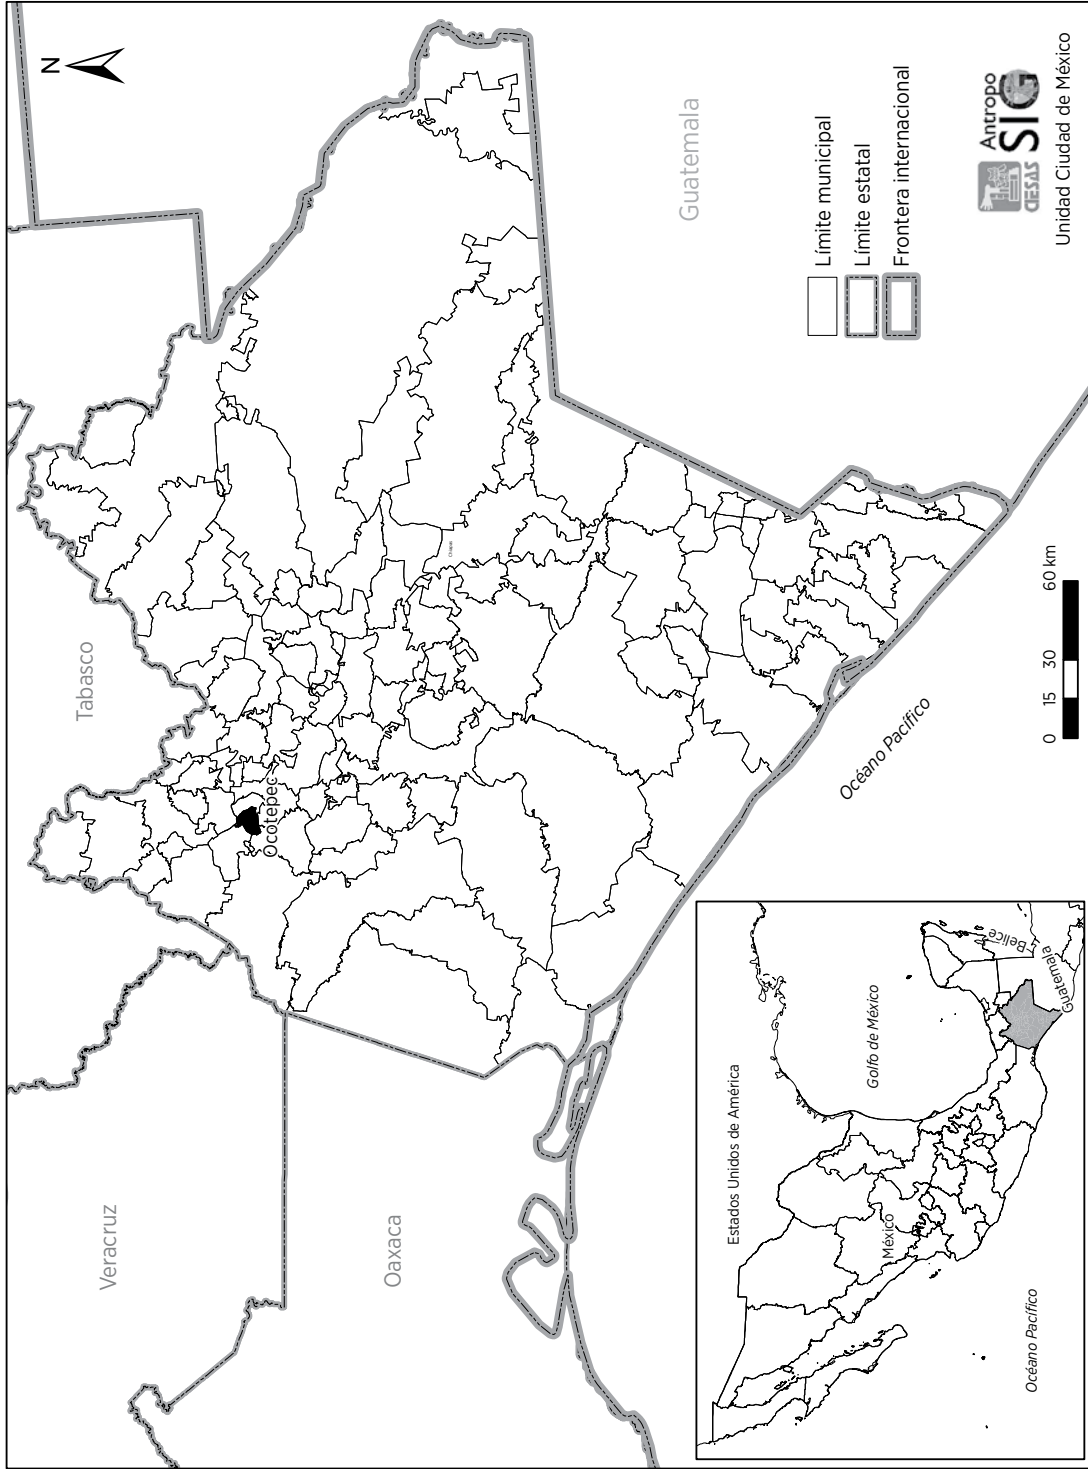 N
Veracruz
Tabasco
Oaxaca
Ocotepec
Chiapas
Guatemala
Océano Pacífico
Límite municipal
Límite estatal
Frontera internacional
0 15 30 60 km
Antropo
SIG
CIESAS
Unidad Ciudad de México
Estados Unidos de América
México
Golfo de México
Océano Pacífico
Belice
Guatemala